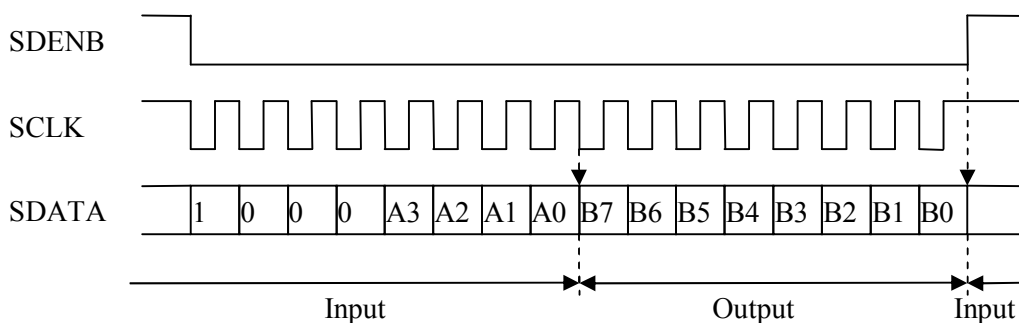 SDENB
SCLK
SDATA 1 0 0 0 A3 A2 A1 A0 B7 B6 B5 B4 B3 B2 B1 B0
Input Output Input